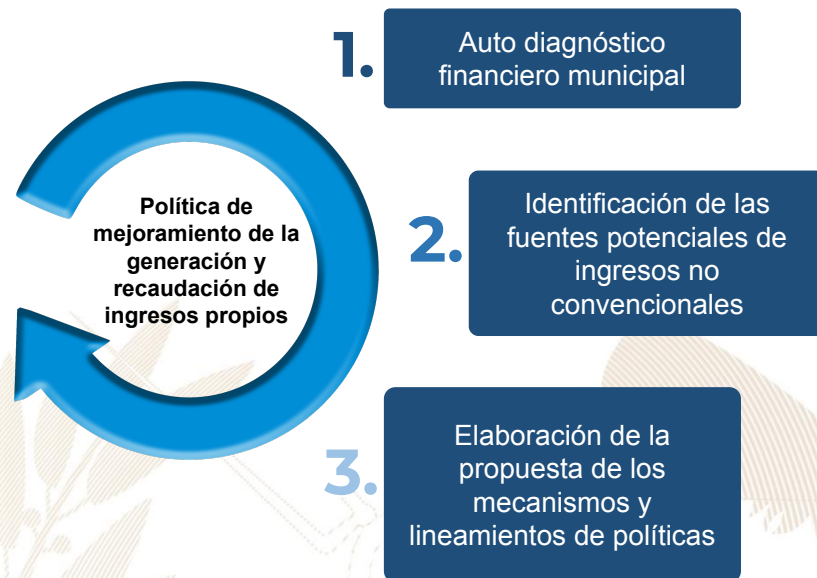 1.
Auto diagnóstico
financiero municipal
Política de
mejoramiento de la
generación y
recaudación de
ingresos propios
2.
Identificación de las
fuentes potenciales de
ingresos no
convencionales
3.
Elaboración de la
propuesta de los
mecanismos y
lineamientos de políticas